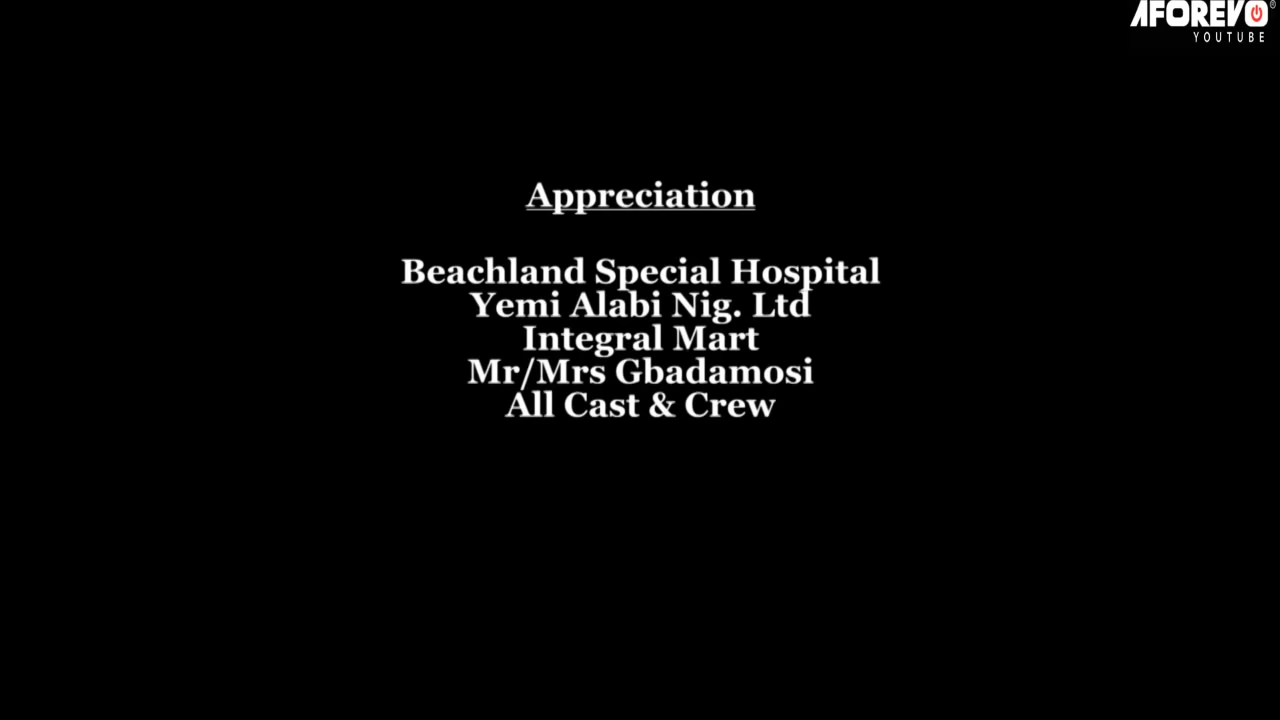 AFOREVO®
YOUTUBE
Appreciation
Beachland Special Hospital
Yemi Alabi Nig. Ltd
Integral Mart
Mr/Mrs Gbadamosi
All Cast & Crew